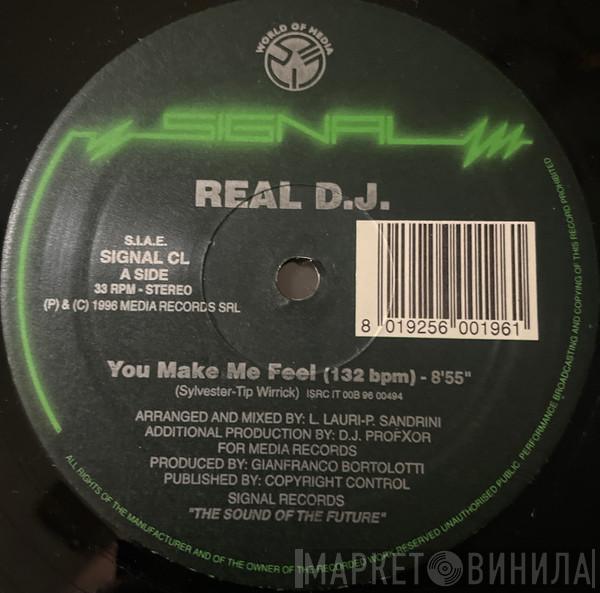 WORLD OF MEDIA
SIGNAL
REAL D.J.
S.I.A.E.
SIGNAL CL
A SIDE
33 RPM - STEREO
(P) & (C) 1996 MEDIA RECORDS SRL
8 019256 001961
You Make Me Feel (132 bpm) - 8'55"
(Sylvester-Tip Wirrick) ISRC IT 00B 96 00494
ARRANGED AND MIXED BY: L. LAURI-P. SANDRINI
ADDITIONAL PRODUCTION BY: D.J. PROFXOR
FOR MEDIA RECORDS
PRODUCED BY: GIANFRANCO BORTOLOTTI
PUBLISHED BY: COPYRIGHT CONTROL
SIGNAL RECORDS
"THE SOUND OF THE FUTURE"
ALL RIGHTS OF THE MANUFACTURER AND OF THE OWNER OF THE RECORDED WORK RESERVED UNAUTHORISED PUBLIC PERFORMANCE BROADCASTING AND COPYING OF THIS RECORD PROHIBITED
МАРКЕТ ВИНИЛА